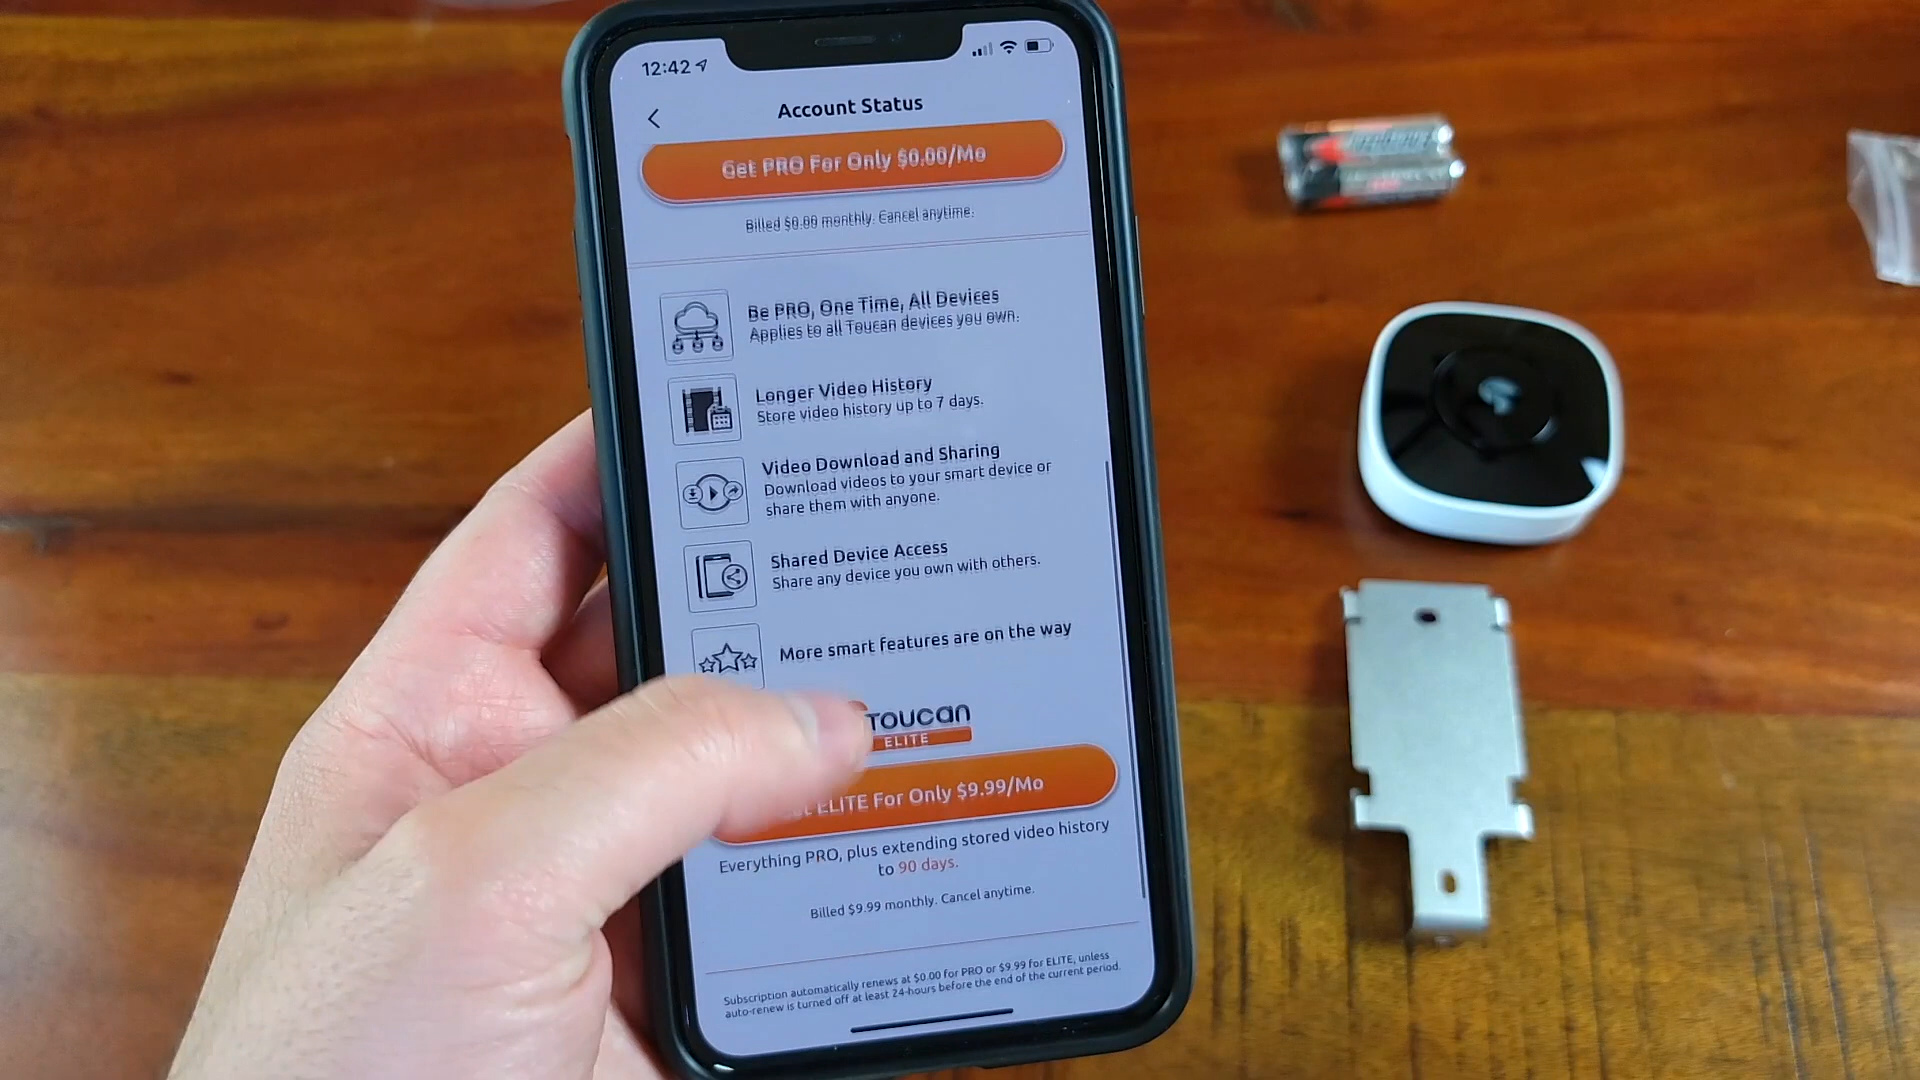 12:42
Account Status
Get PRO For Only $0.00/Mo
Billed $0.00 monthly. Cancel anytime.
Be PRO, One Time, All Devices
Applies to all Toucan devices you own.
Longer Video History
Store video history up to 7 days.
Video Download and Sharing
Download videos to your smart device or
share them with anyone.
Shared Device Access
Share any device you own with others.
More smart features are on the way
Toucan
ELITE
ELITE For Only $9.99/Mo
Everything PRO, plus extending stored video history
to 90 days.
Billed $9.99 monthly. Cancel anytime.
Subscription automatically renews at $0.00 for PRO or $9.99 for ELITE, unless
auto-renew is turned off at least 24-hours before the end of the current period.